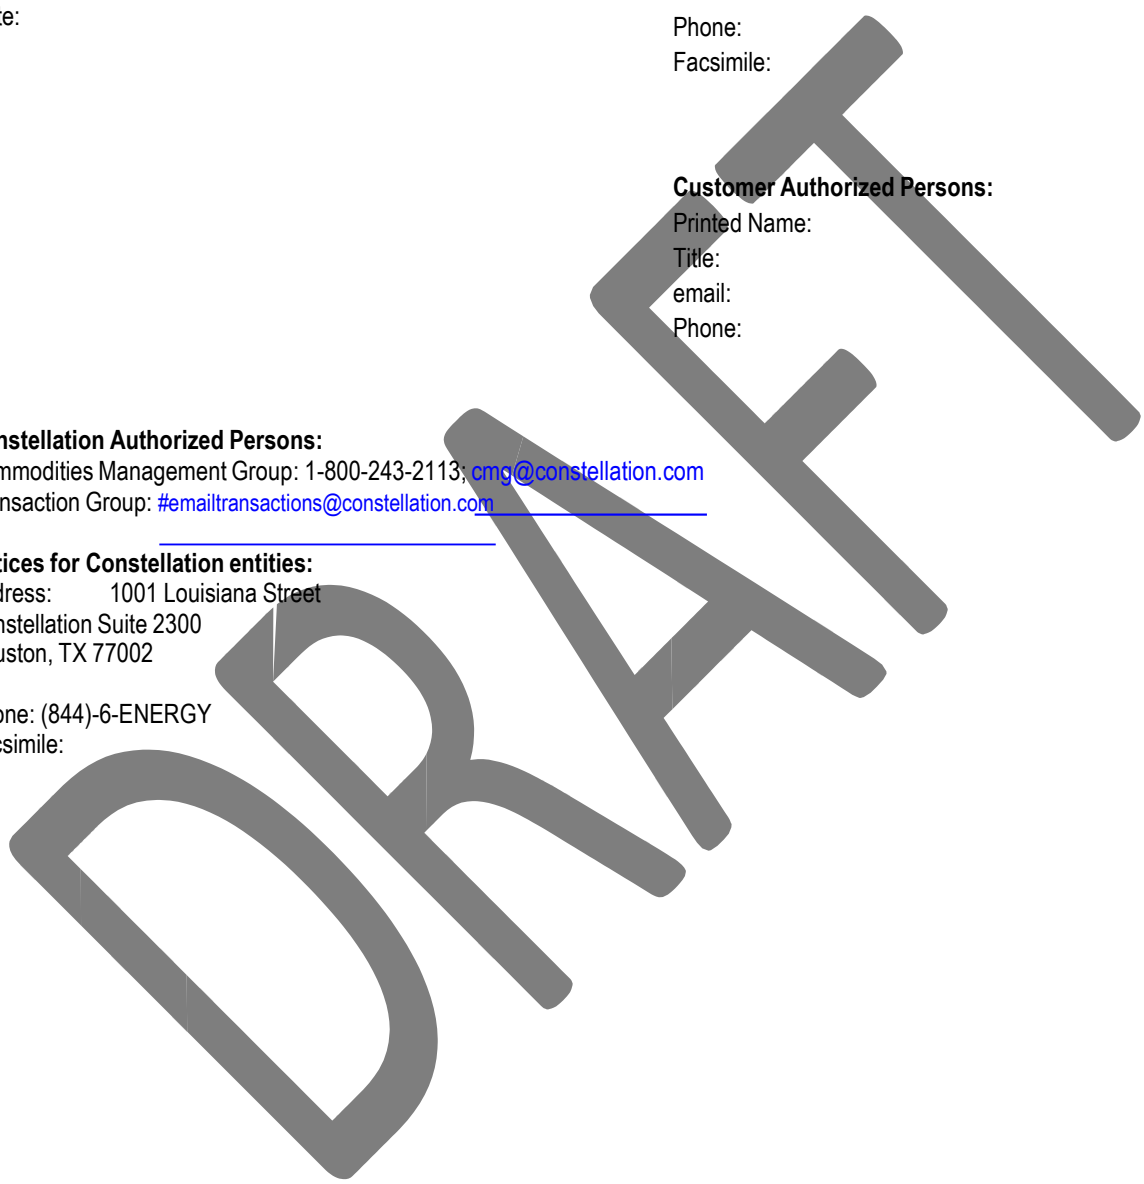 te:
Phone:
Facsimile:
Customer Authorized Persons:
Printed Name:
Title:
email:
Phone:
nstellation Authorized Persons:
mmodities Management Group: 1-800-243-2113; cmg@constellation.com
ansaction Group: #emailtransactions@constellation.com
tices for Constellation entities:
dress: 1001 Louisiana Street
nstellation Suite 2300
uston, TX 77002
one: (844)-6-ENERGY
csimile:
DRAFT